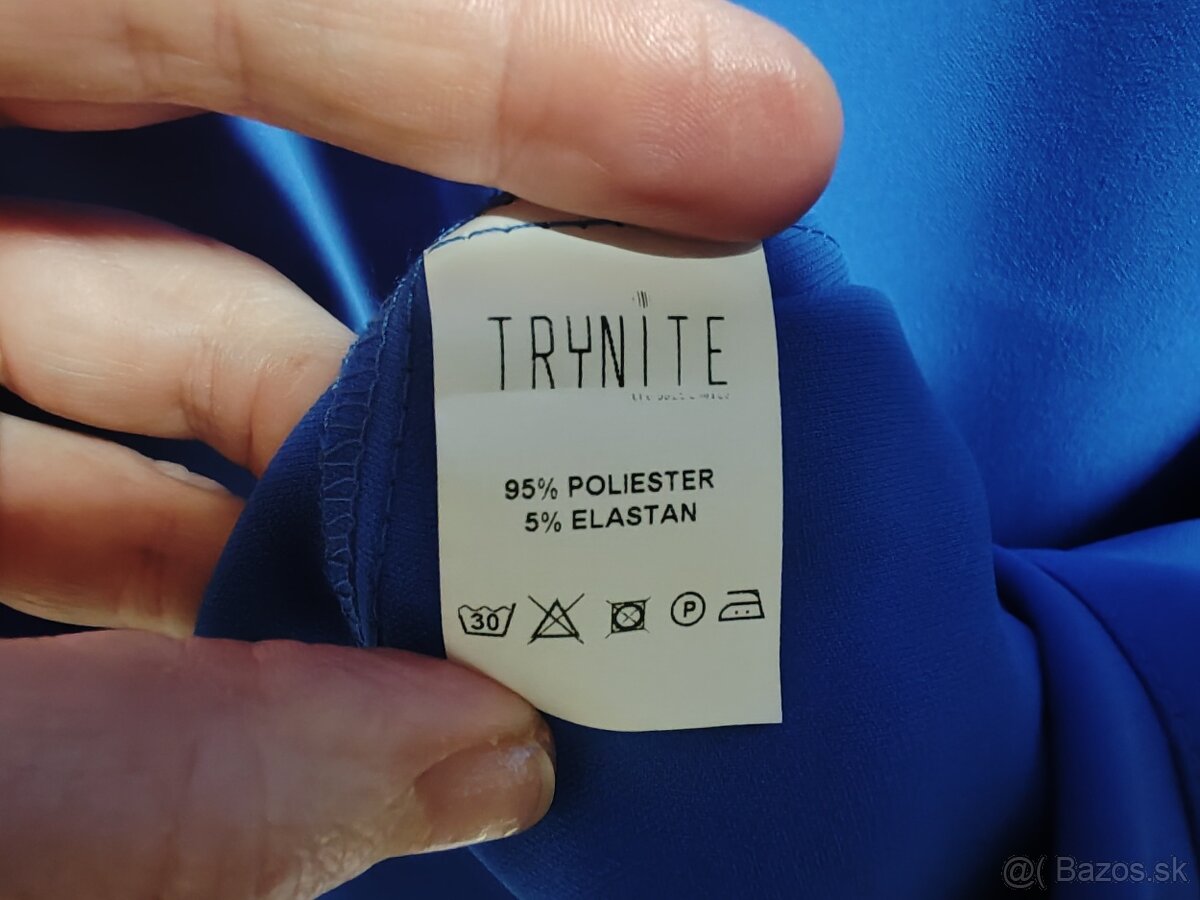 TRYNITE
95% POLIESTER
5% ELASTAN
30 P
@( Bazos.sk